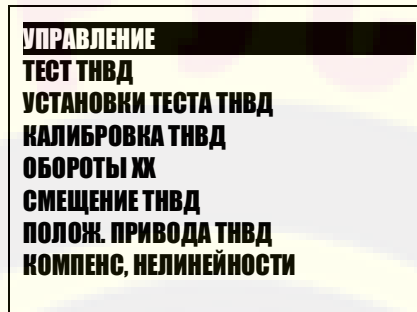 УПРАВЛЕНИЕ
ТЕСТ ТНВД
УСТАНОВКИ ТЕСТА ТНВД
КАЛИБРОВКА ТНВД
ОБОРОТЫ ХХ
СМЕЩЕНИЕ ТНВД
ПОЛОЖ. ПРИВОДА ТНВД
КОМПЕНС, НЕЛИНЕЙНОСТИ